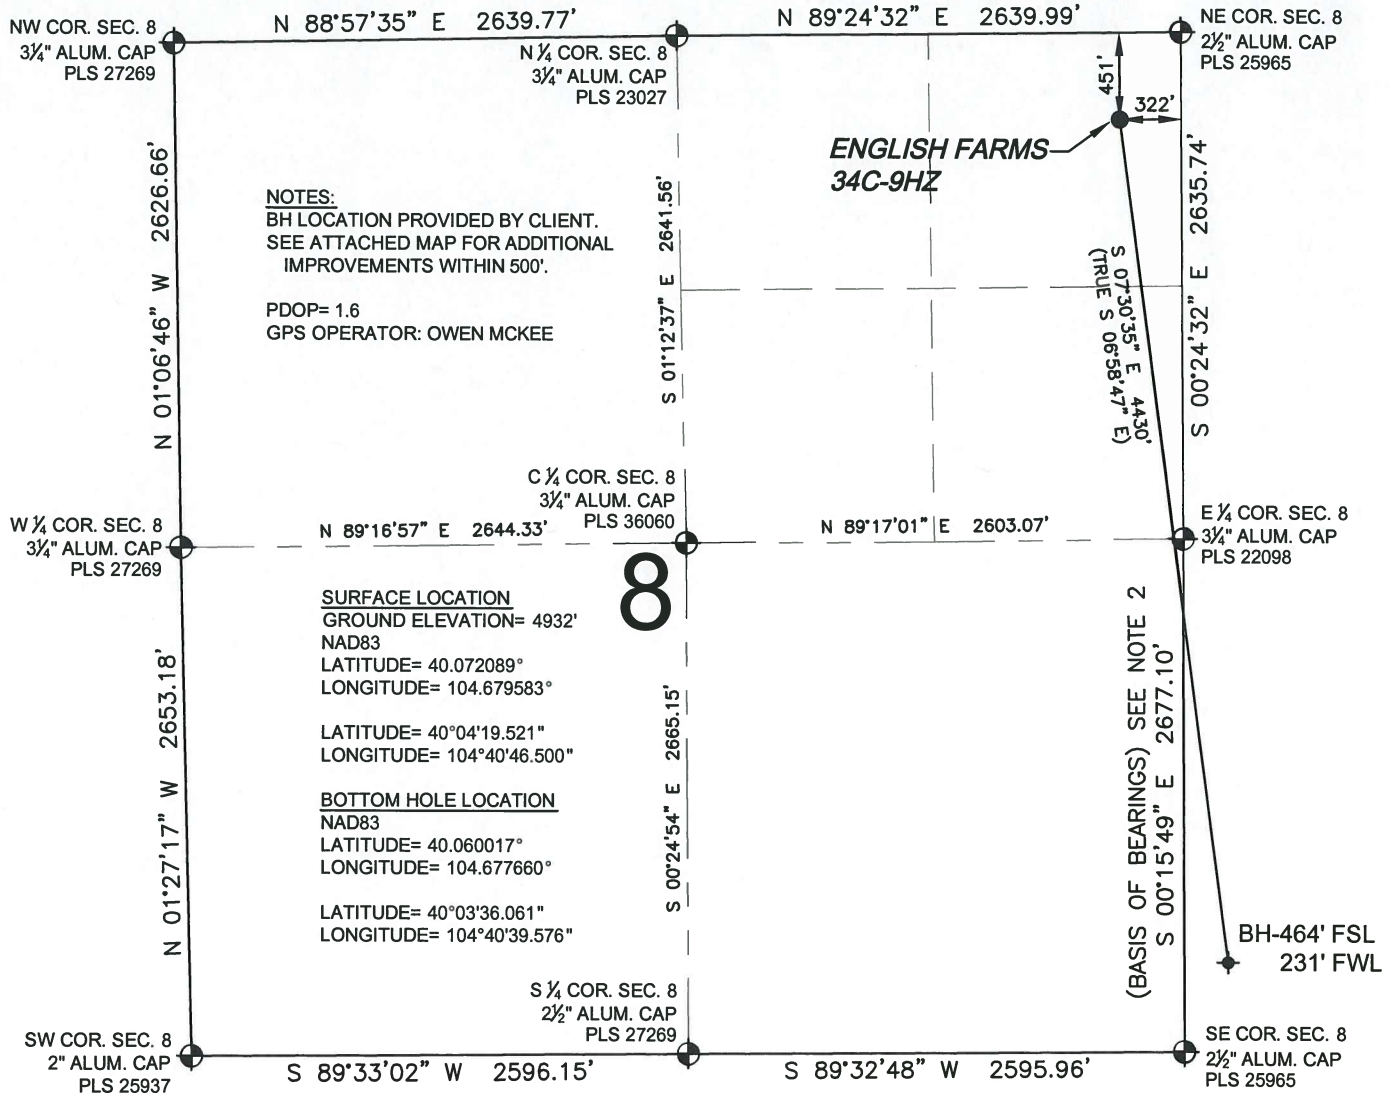 NW COR. SEC. 8
3¼" ALUM. CAP
PLS 27269
N 88°57'35" E 2639.77'
N ¼ COR. SEC. 8
3¼" ALUM. CAP
PLS 23027
N 89°24'32" E 2639.99'
NE COR. SEC. 8
2½" ALUM. CAP
PLS 25965
451'
322'
ENGLISH FARMS
34C-9HZ
N 01°06'46" W 2626.66'
NOTES:
BH LOCATION PROVIDED BY CLIENT.
SEE ATTACHED MAP FOR ADDITIONAL
IMPROVEMENTS WITHIN 500'.
PDOP= 1.6
GPS OPERATOR: OWEN MCKEE
S 01°12'37" E 2641.56'
S 07°30'35" E 4430'
(TRUE S 06°58'47" E)
S 00°24'32" E 2635.74'
W ¼ COR. SEC. 8
3¼" ALUM. CAP
PLS 27269
N 89°16'57" E 2644.33'
C ¼ COR. SEC. 8
3¼" ALUM. CAP
PLS 36060
N 89°17'01" E 2603.07'
E ¼ COR. SEC. 8
3¼" ALUM. CAP
PLS 22098
8
SURFACE LOCATION
GROUND ELEVATION= 4932'
NAD83
LATITUDE= 40.072089°
LONGITUDE= 104.679583°
LATITUDE= 40°04'19.521"
LONGITUDE= 104°40'46.500"
BOTTOM HOLE LOCATION
NAD83
LATITUDE= 40.060017°
LONGITUDE= 104.677660°
LATITUDE= 40°03'36.061"
LONGITUDE= 104°40'39.576"
N 01°27'17" W 2653.18'
S 00°24'54" E 2665.15'
(BASIS OF BEARINGS) SEE NOTE 2
S 00°15'49" E 2677.10'
BH-464' FSL
231' FWL
SW COR. SEC. 8
2" ALUM. CAP
PLS 25937
S 89°33'02" W 2596.15'
S ¼ COR. SEC. 8
2½" ALUM. CAP
PLS 27269
S 89°32'48" W 2595.96'
SE COR. SEC. 8
2½" ALUM. CAP
PLS 25965